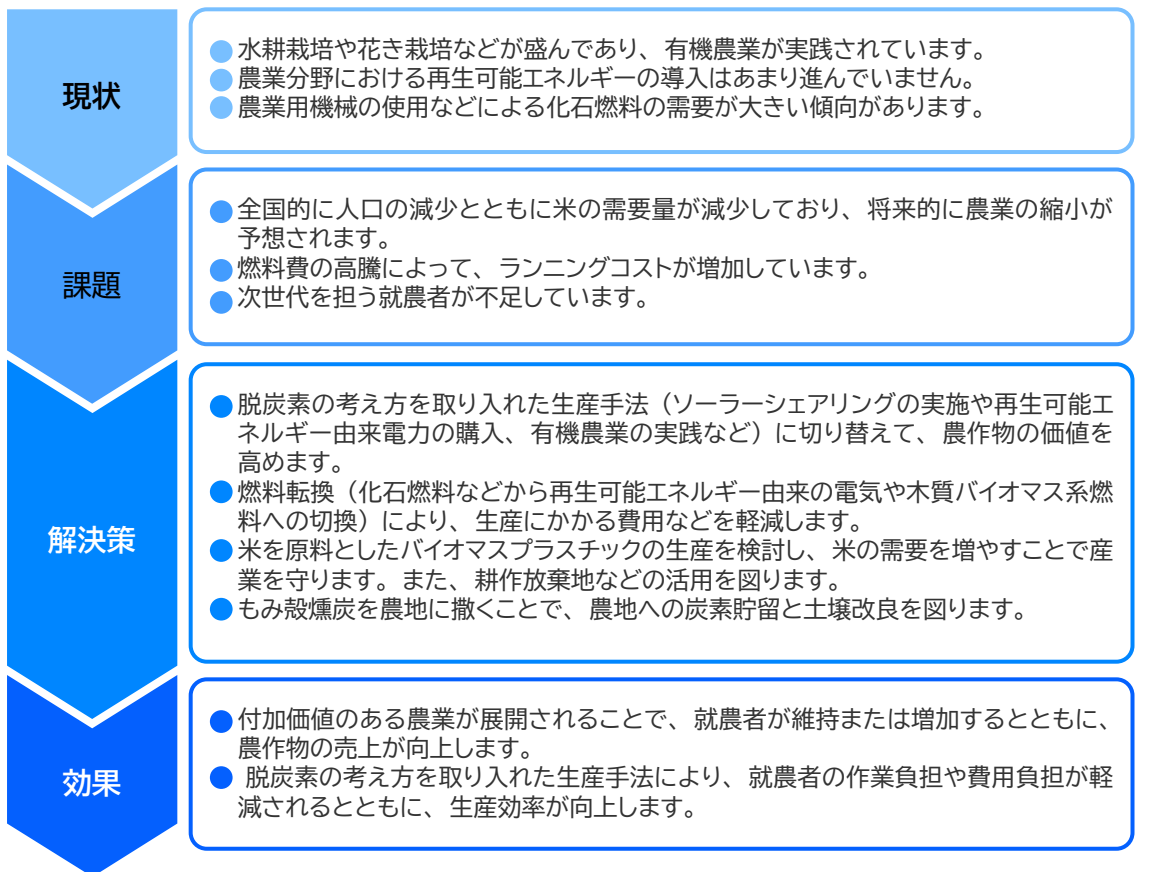 現状
●水耕栽培や花き栽培などが盛んであり、有機農業が実践されています。
●農業分野における再生可能エネルギーの導入はあまり進んでいません。
●農業用機械の使用などによる化石燃料の需要が大きい傾向があります。
課題
●全国的に人口の減少とともに米の需要量が減少しており、将来的に農業の縮小が
予想されます。
●燃料費の高騰によって、ランニングコストが増加しています。
●次世代を担う就農者が不足しています。
解決策
●脱炭素の考え方を取り入れた生産手法（ソーラーシェアリングの実施や再生可能エ
ネルギー由来電力の購入、有機農業の実践など）に切り替えて、農作物の価値を
高めます。
●燃料転換（化石燃料などから再生可能エネルギー由来の電気や木質バイオマス系燃
料への切換）により、生産にかかる費用などを軽減します。
●米を原料としたバイオマスプラスチックの生産を検討し、米の需要を増やすことで産
業を守ります。また、耕作放棄地などの活用を図ります。
●もみ殻燻炭を農地に撒くことで、農地への炭素貯留と土壌改良を図ります。
効果
●付加価値のある農業が展開されることで、就農者が維持または増加するとともに、
農作物の売上が向上します。
●脱炭素の考え方を取り入れた生産手法により、就農者の作業負担や費用負担が軽
減されるとともに、生産効率が向上します。